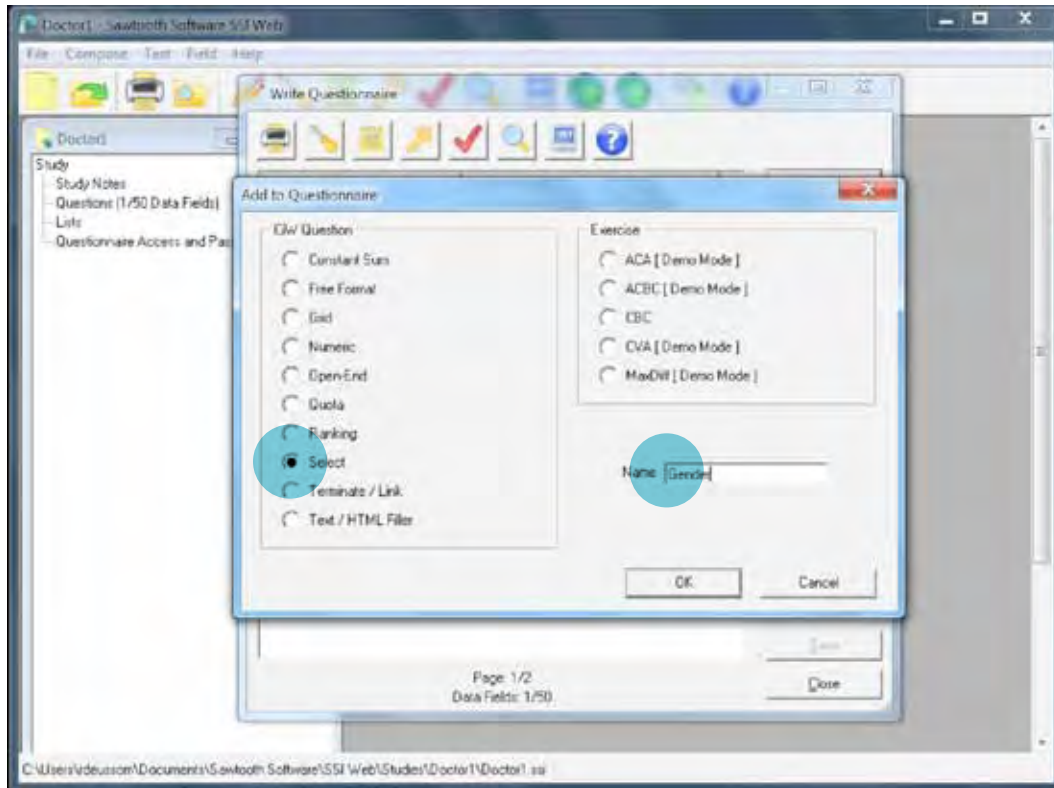 Doctor1 - Sawtooth Software SSI Web
File Compose Test Field Help
Write Questionnaire
Doctor1
Study
Study Notes
Questions (1/50 Data Fields)
Lists
Questionnaire Access and Pas
Add to Questionnaire
CiW Question
Constant Sum
Free Format
Grid
Numeric
Open-End
Quota
Ranking
Select
Terminate / Link
Text / HTML Filler
Exercise
ACA [ Demo Mode ]
ACBC [ Demo Mode ]
CBC
CVA [ Demo Mode ]
MaxDiff [ Demo Mode ]
Name Gender
OK Cancel
Page: 1/2
Data Fields: 1/50
Close
C:\Users\rdeussom\Documents\Sawtooth Software\SSI Web\Studies\Doctor1\Doctor1.ssi